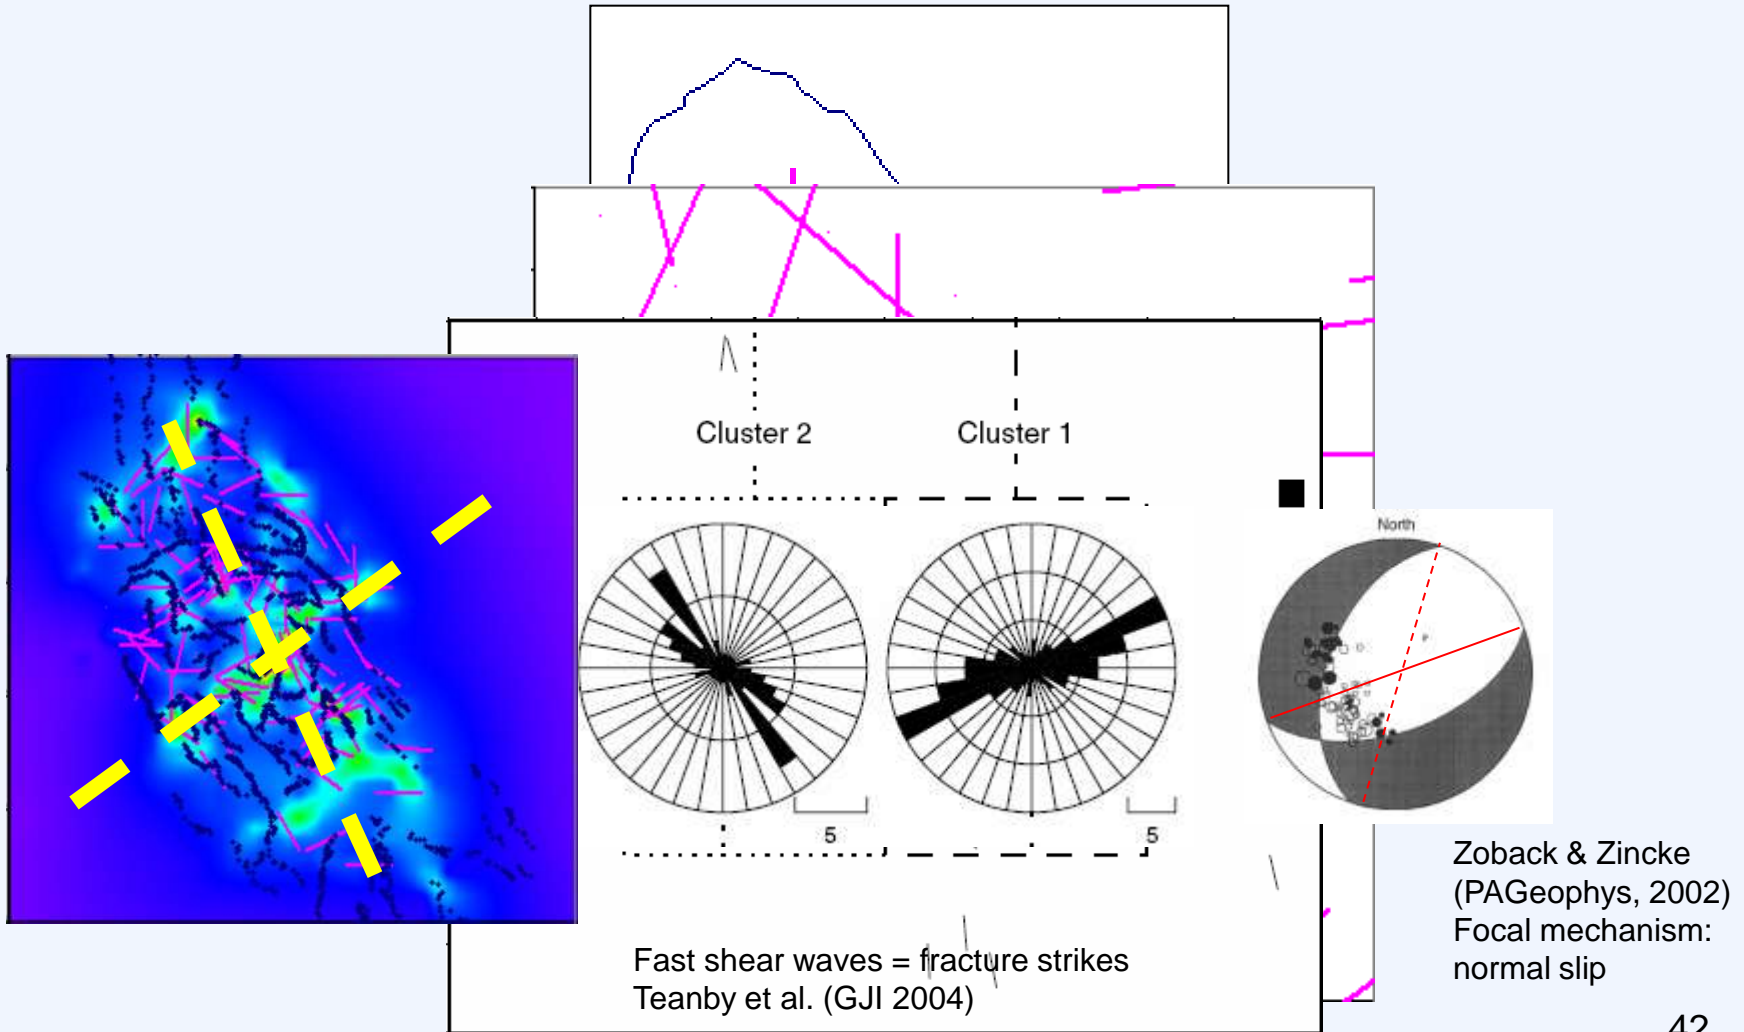 Cluster 2
Cluster 1
North
5
5
Zoback & Zincke
(PAGeophys, 2002)
Focal mechanism:
normal slip
Fast shear waves = fracture strikes
Teanby et al. (GJI 2004)
42